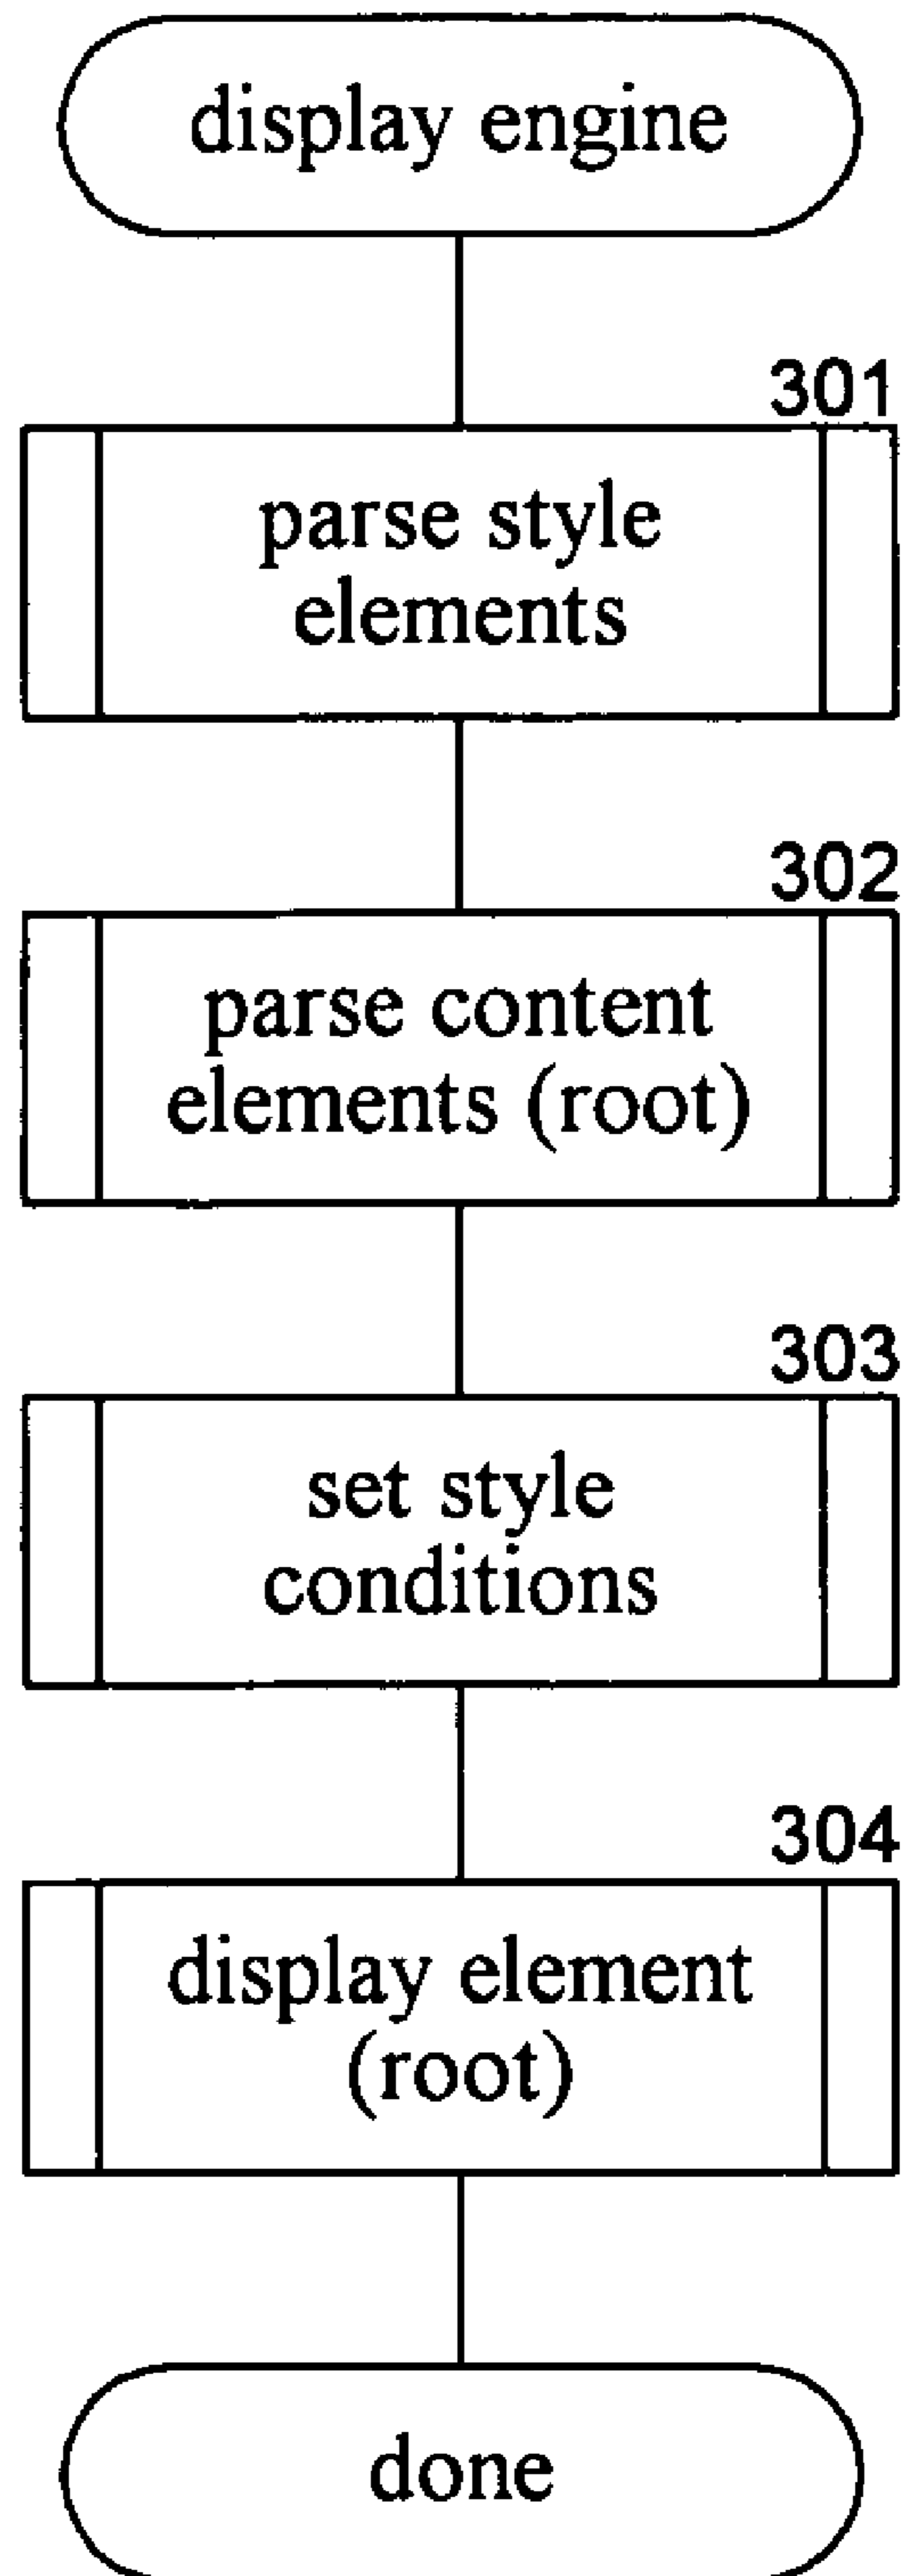 display engine
301
parse style
elements
302
parse content
elements (root)
303
set style
conditions
304
display element
(root)
done